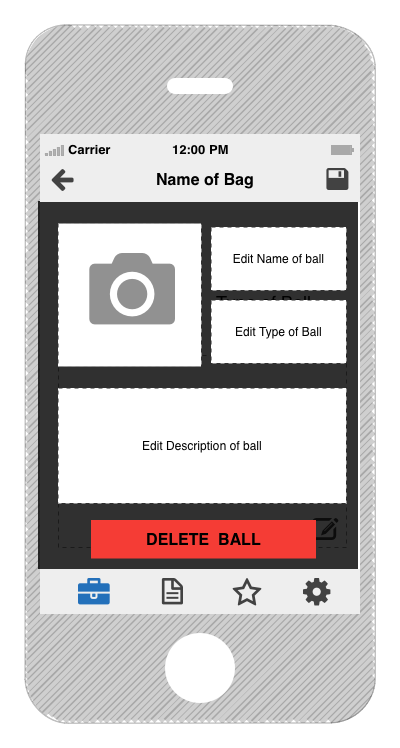 Carrier
12:00 PM
Name of Bag
Edit Name of ball
Edit Type of Ball
Edit Description of ball
DELETE BALL